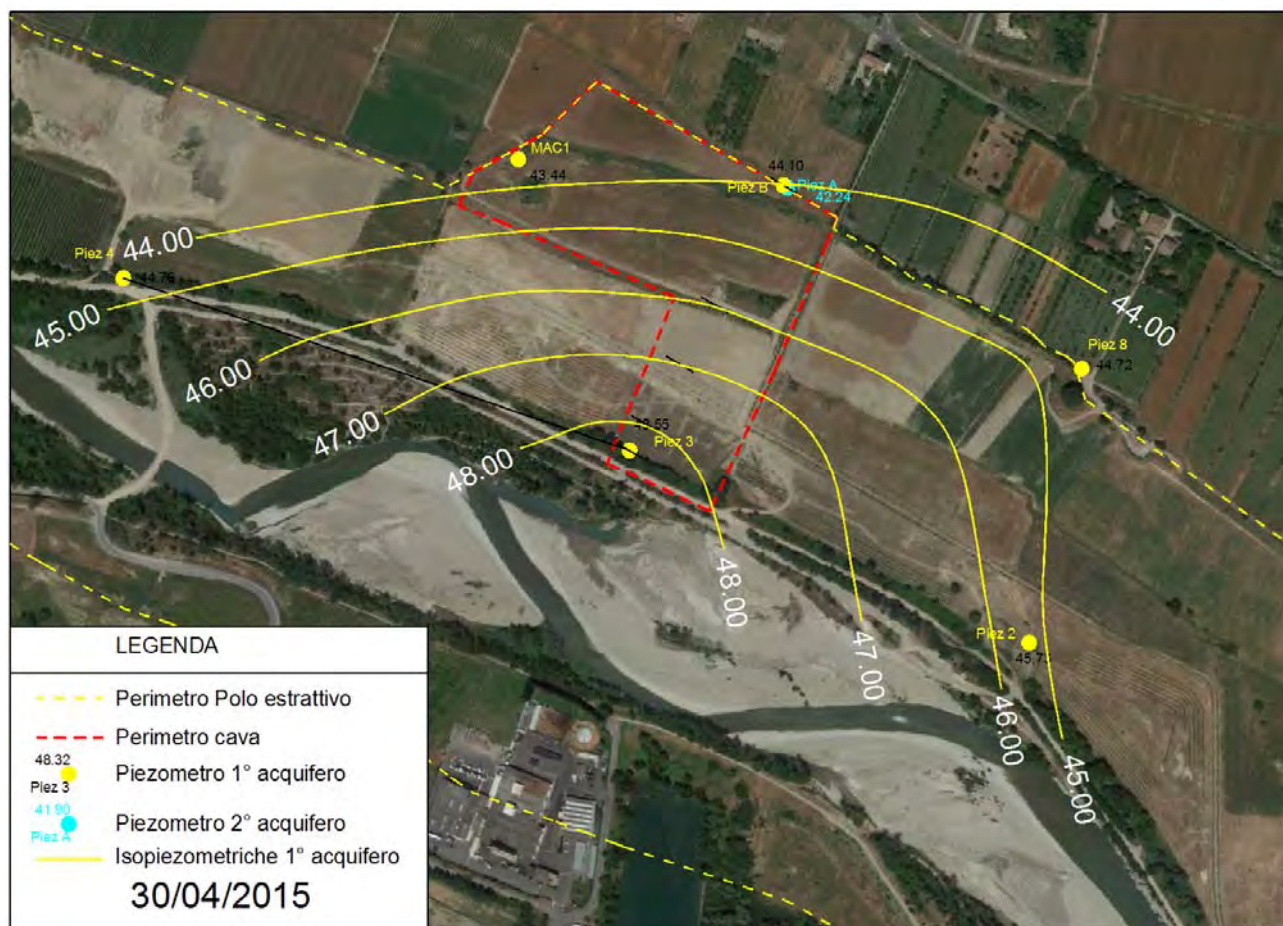 MAC1
43.44
44.10
Piez B
Piez A
42.24
44.00
Piez 4
44.76
45.00
46.00
47.00
48.00
Piez 3
44.00
Piez 8
44.72
Piez 2
48.00
47.00
46.00
45.00
LEGENDA
Perimetro Polo estrattivo
Perimetro cava
48.32
Piez 3
Piezometro 1° acquifero
41.90
Piez A
Piezometro 2° acquifero
Isopiezometriche 1° acquifero
30/04/2015